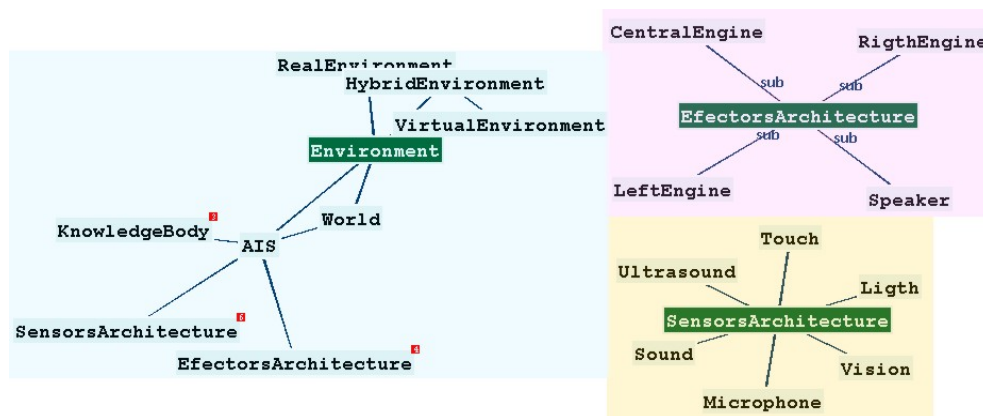 RealEnvironment
HybridEnvironment
VirtualEnvironment
Environment
World
KnowledgeBody
AIS
SensorsArchitecture
EfectorsArchitecture
4
CentralEngine
RigthEngine
sub
sub
EfectorsArchitecture
sub
sub
LeftEngine
Speaker
Touch
Ultrasound
Ligth
SensorsArchitecture
Sound
Vision
Microphone